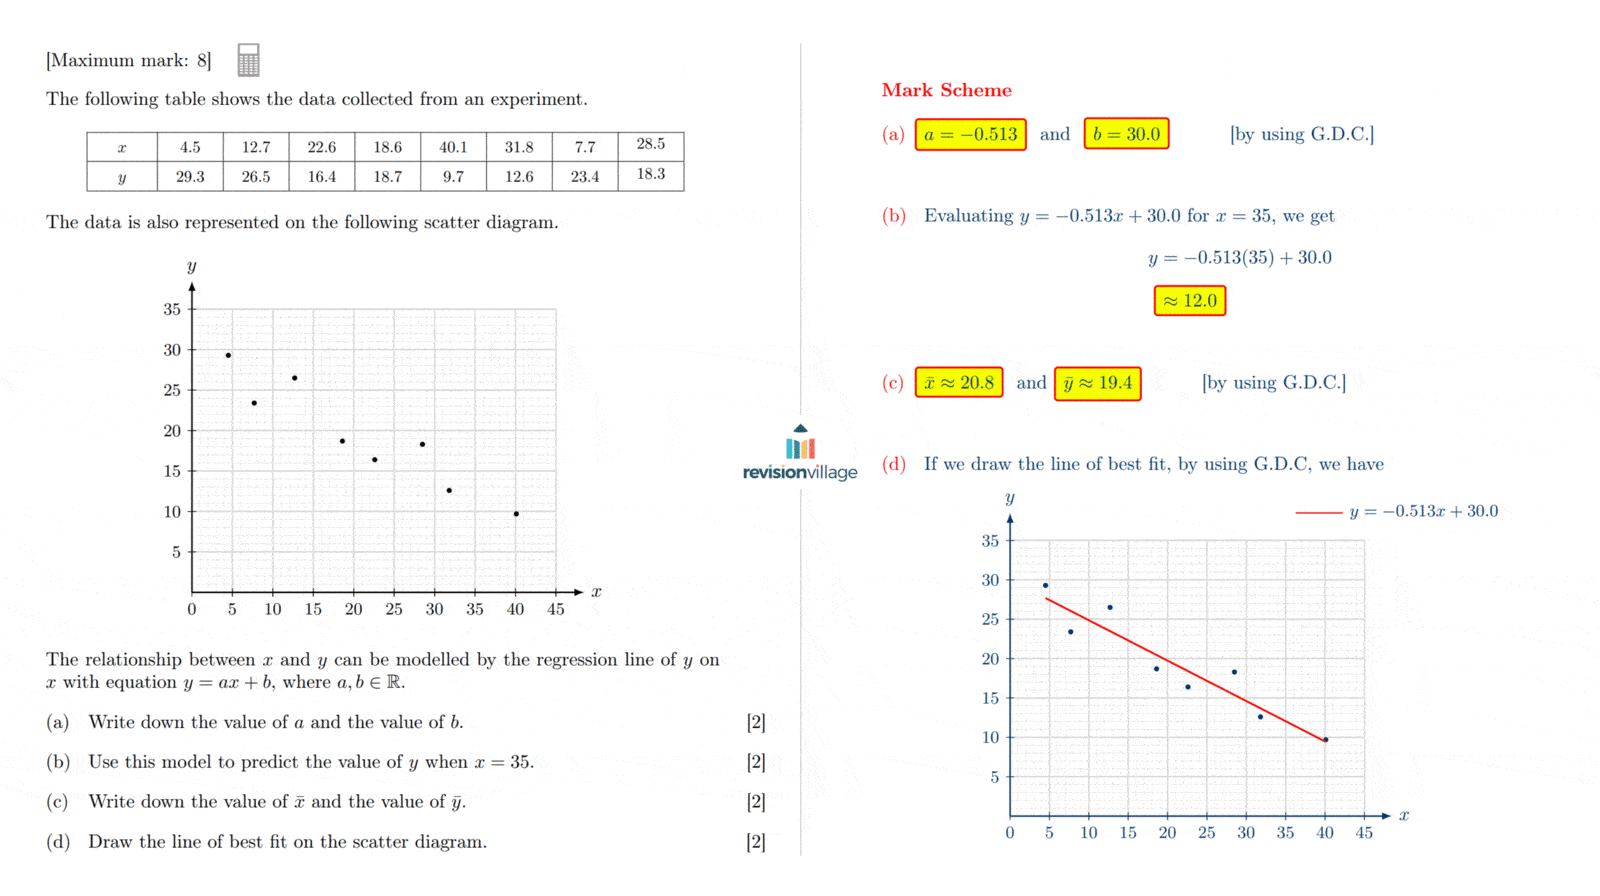 [Maximum mark: 8]
The following table shows the data collected from an experiment.
x 4.5 12.7 22.6 18.6 40.1 31.8 7.7 28.5
y 29.3 26.5 16.4 18.7 9.7 12.6 23.4 18.3
The data is also represented on the following scatter diagram.
y
35
30
25
20
15
10
5
x
0 5 10 15 20 25 30 35 40 45
The relationship between x and y can be modelled by the regression line of y on
x with equation y = ax + b, where a, b ∈ ℝ.
(a) Write down the value of a and the value of b. [2]
(b) Use this model to predict the value of y when x = 35. [2]
(c) Write down the value of x̄ and the value of ȳ. [2]
(d) Draw the line of best fit on the scatter diagram. [2]
revisionvillage
Mark Scheme
(a) a = −0.513 and b = 30.0 [by using G.D.C.]
(b) Evaluating y = −0.513x + 30.0 for x = 35, we get
y = −0.513(35) + 30.0
≈ 12.0
(c) x̄ ≈ 20.8 and ȳ ≈ 19.4 [by using G.D.C.]
(d) If we draw the line of best fit, by using G.D.C, we have
y
y = −0.513x + 30.0
35
30
25
20
15
10
5
x
0 5 10 15 20 25 30 35 40 45